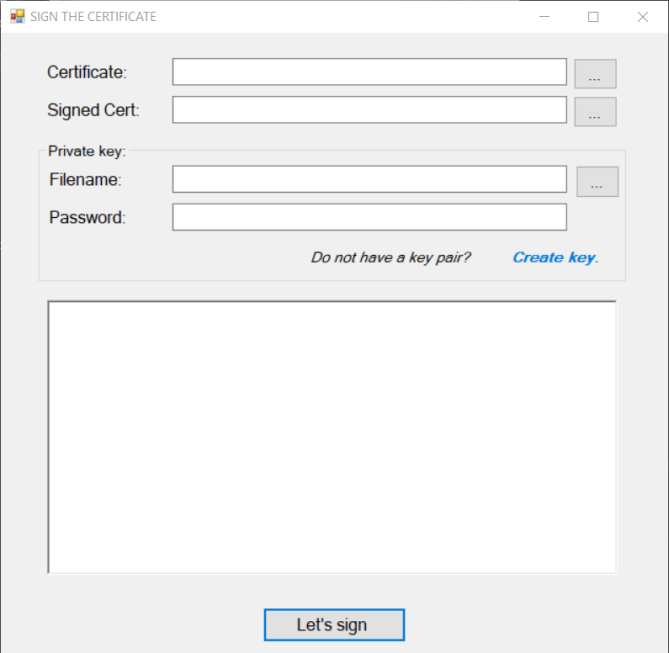 SIGN THE CERTIFICATE
Certificate:
...
Signed Cert:
...
Private key:
Filename:
...
Password:
Do not have a key pair? Create key.
Let's sign